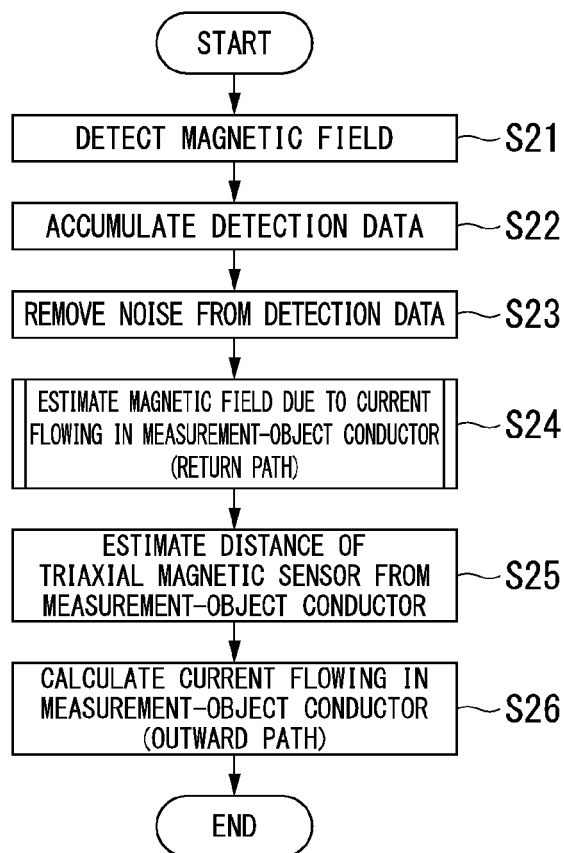 START
DETECT MAGNETIC FIELD
S21
ACCUMULATE DETECTION DATA
S22
REMOVE NOISE FROM DETECTION DATA
S23
ESTIMATE MAGNETIC FIELD DUE TO CURRENT
FLOWING IN MEASUREMENT-OBJECT CONDUCTOR
(RETURN PATH)
S24
ESTIMATE DISTANCE OF
TRIAXIAL MAGNETIC SENSOR FROM
MEASUREMENT-OBJECT CONDUCTOR
S25
CALCULATE CURRENT FLOWING IN
MEASUREMENT-OBJECT CONDUCTOR
(OUTWARD PATH)
S26
END